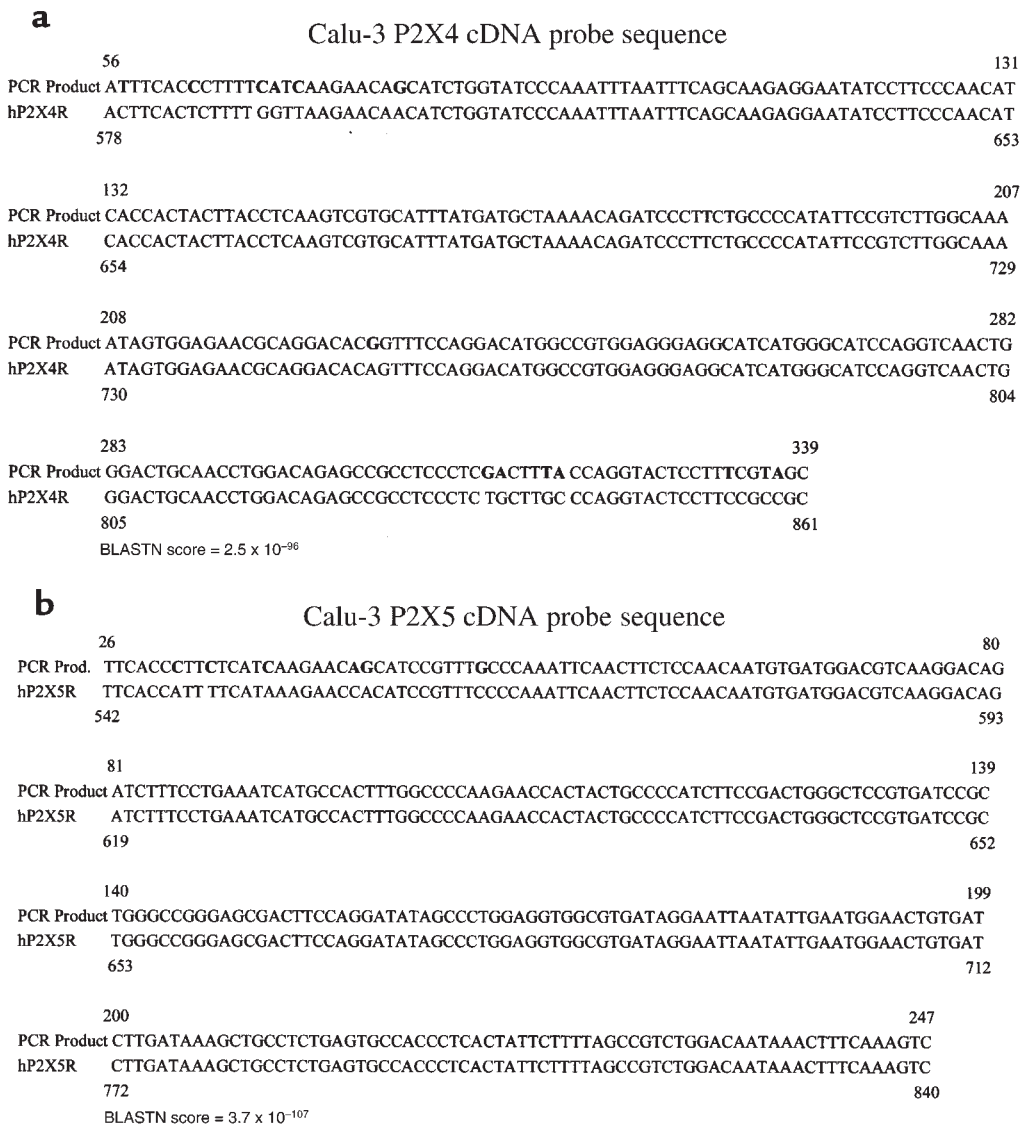 a
Calu-3 P2X4 cDNA probe sequence
56 131
PCR Product ATTTCACCCTTTTCATCAAGAACAGCATCTGGTATCCCAAATTTAATTTCAGCAAGAGGAATATCCTTCCCAACAT
hP2X4R ACTTCACTCTTTT GGTTAAGAACAACATCTGGTATCCCAAATTTAATTTCAGCAAGAGGAATATCCTTCCCAACAT
578 653
132 207
PCR Product CACCACTACTTACCTCAAGTCGTGCATTTATGATGCTAAAACAGATCCCTTCTGCCCCATATTCCGTCTTGGCAAA
hP2X4R CACCACTACTTACCTCAAGTCGTGCATTTATGATGCTAAAACAGATCCCTTCTGCCCCATATTCCGTCTTGGCAAA
654 729
208 282
PCR Product ATAGTGGAGAACGCAGGACACGGTTTCCAGGACATGGCCGTGGAGGGAGGCATCATGGGCATCCAGGTCAACTG
hP2X4R ATAGTGGAGAACGCAGGACACAGTTTCCAGGACATGGCCGTGGAGGGAGGCATCATGGGCATCCAGGTCAACTG
730 804
283 339
PCR Product GGACTGCAACCTGGACAGAGCCGCCTCCCTCGACTTTA CCAGGTACTCCTTTCGTAGC
hP2X4R GGACTGCAACCTGGACAGAGCCGCCTCCCTC TGCTTGC CCAGGTACTCCTTCCGCCGC
805 861
BLASTN score = 2.5 x 10⁻⁹⁶
b
Calu-3 P2X5 cDNA probe sequence
26 80
PCR Prod. TTCACCCTTCTCATCAAGAACAGCATCCGTTTGCCCAAATTCAACTTCTCCAACAATGTGATGGACGTCAAGGACAG
hP2X5R TTCACCATT TTCATAAAGAACCACATCCGTTTCCCCAAATTCAACTTCTCCAACAATGTGATGGACGTCAAGGACAG
542 593
81 139
PCR Product ATCTTTCCTGAAATCATGCCACTTTGGCCCCAAGAACCACTACTGCCCCATCTTCCGACTGGGCTCCGTGATCCGC
hP2X5R ATCTTTCCTGAAATCATGCCACTTTGGCCCCAAGAACCACTACTGCCCCATCTTCCGACTGGGCTCCGTGATCCGC
619 652
140 199
PCR Product TGGGCCGGGAGCGACTTCCAGGATATAGCCCTGGAGGTGGCGTGATAGGAATTAATATTGAATGGAACTGTGAT
hP2X5R TGGGCCGGGAGCGACTTCCAGGATATAGCCCTGGAGGTGGCGTGATAGGAATTAATATTGAATGGAACTGTGAT
653 712
200 247
PCR Product CTTGATAAAGCTGCCTCTGAGTGCCACCCTCACTATTCTTTTAGCCGTCTGGACAATAAACTTTCAAAGTC
hP2X5R CTTGATAAAGCTGCCTCTGAGTGCCACCCTCACTATTCTTTTAGCCGTCTGGACAATAAACTTTCAAAGTC
772 840
BLASTN score = 3.7 x 10⁻¹⁰⁷